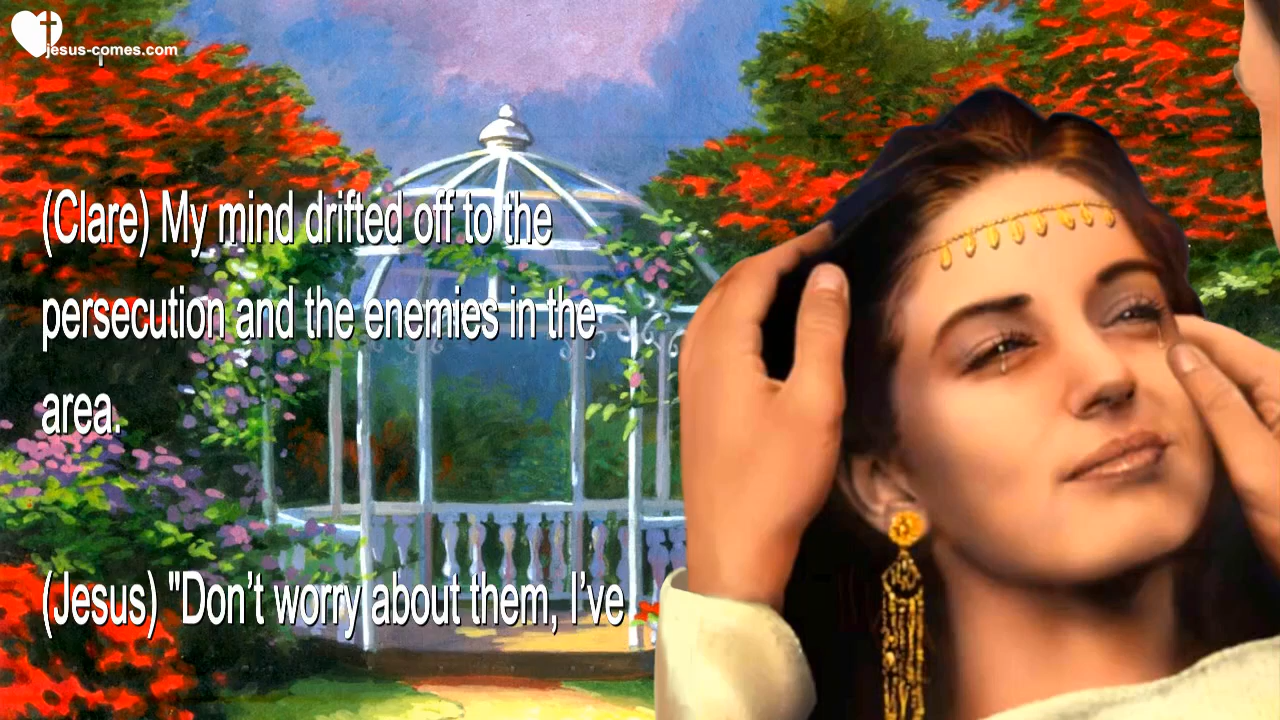 jesus-comes.com
(Clare) My mind drifted off to the
persecution and the enemies in the
area.
(Jesus) "Don’t worry about them, I’ve